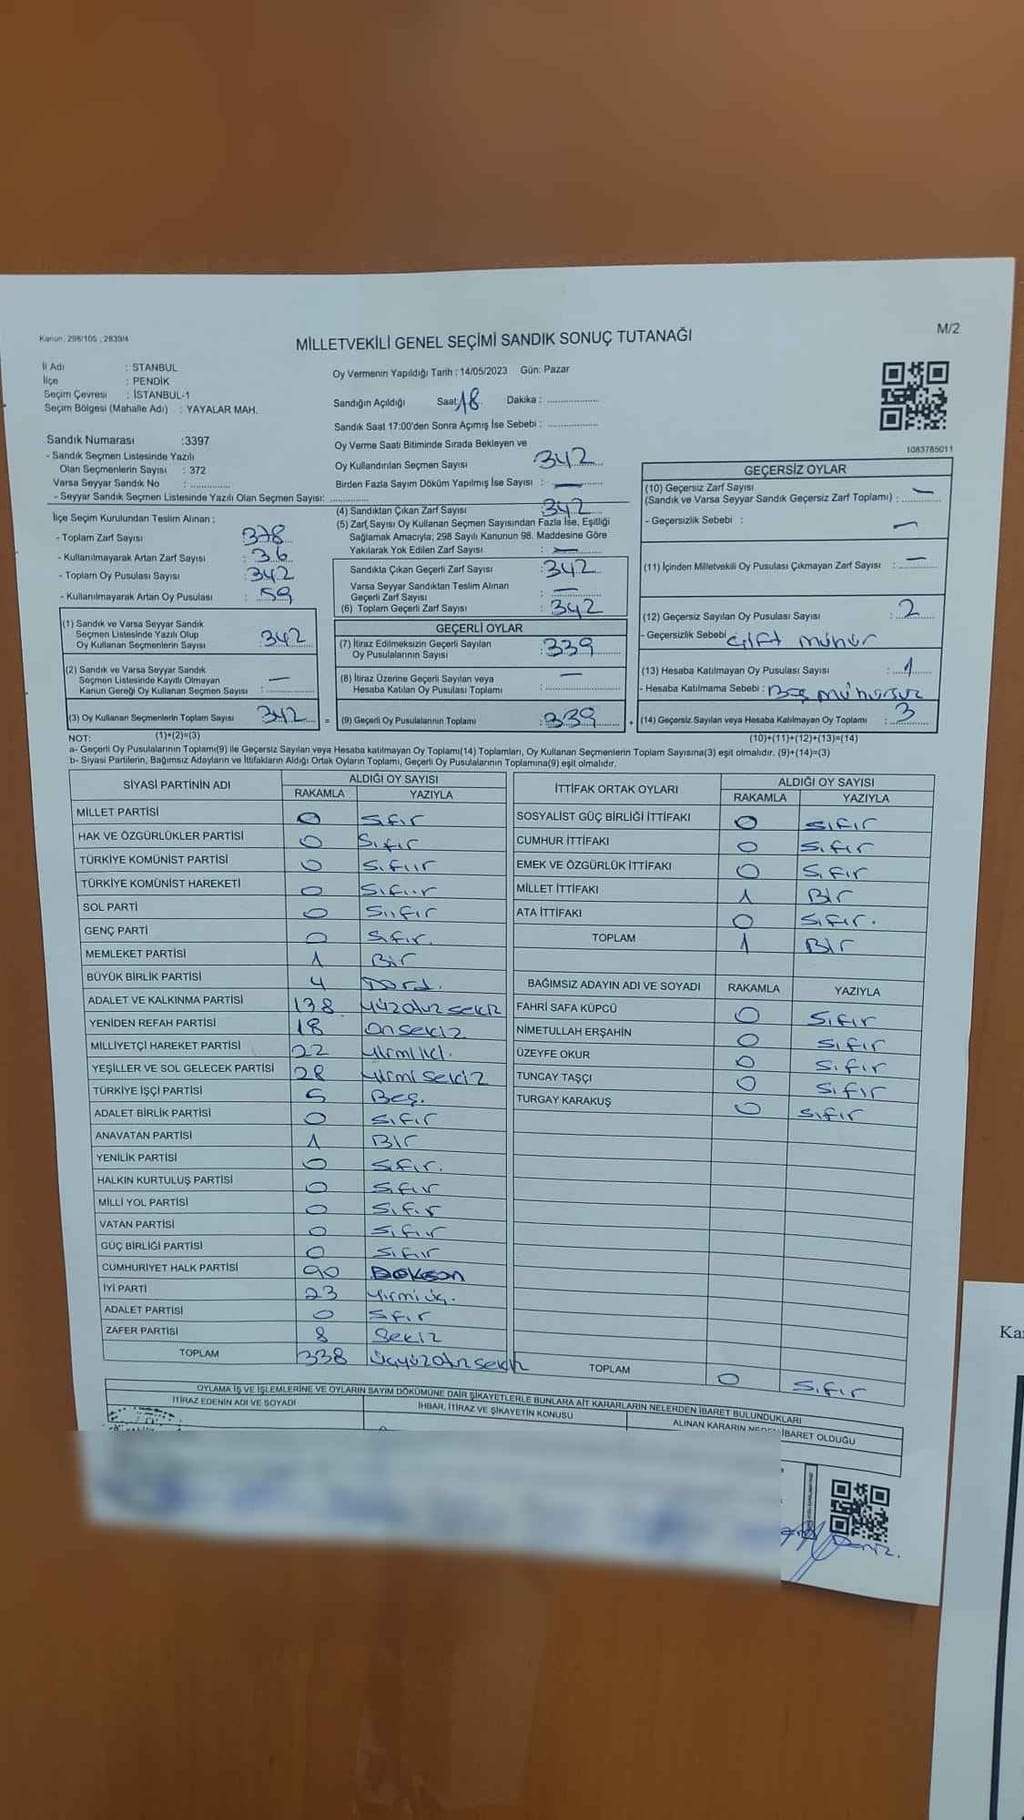 Kanun; 298/105 ; 2839/4
MİLLETVEKİLİ GENEL SEÇİMİ SANDIK SONUÇ TUTANAĞI
M/2
İl Adı : STANBUL
İlçe : PENDİK
Seçim Çevresi : İSTANBUL-1
Seçim Bölgesi (Mahalle Adı) : YAYALAR MAH.
Oy Vermenin Yapıldığı Tarih : 14/05/2023 Gün: Pazar
Sandığın Açıldığı Saat 18 Dakika : ..................
Sandık Saat 17:00'den Sonra Açımış İse Sebebi : ..................
Sandık Numarası :3397
- Sandık Seçmen Listesinde Yazılı
Olan Seçmenlerin Sayısı : 372
Varsa Seyyar Sandık No : ..................
- Seyyar Sandık Seçmen Listesinde Yazılı Olan Seçmen Sayısı: ..................
Oy Verme Saati Bitiminde Sırada Bekleyen ve
Oy Kullandırılan Seçmen Sayısı : 342
Birden Fazla Sayım Döküm Yapılmış İse Sayısı : —
1083785011
İlçe Seçim Kurulundan Teslim Alınan ;
- Toplam Zarf Sayısı : 378
- Kullanılmayarak Artan Zarf Sayısı : 36
- Toplam Oy Pusulası Sayısı : 342
- Kullanılmayarak Artan Oy Pusulası : 59
(4) Sandıktan Çıkan Zarf Sayısı : 342
(5) Zarf Sayısı Oy Kullanan Seçmen Sayısından Fazla İse, Eşitliği
Sağlamak Amacıyla; 298 Sayılı Kanunun 98. Maddesine Göre
Yakılarak Yok Edilen Zarf Sayısı : —
Sandıkta Çıkan Geçerli Zarf Sayısı : 342
Varsa Seyyar Sandıktan Teslim Alınan
Geçerli Zarf Sayısı : —
(6) Toplam Geçerli Zarf Sayısı : 342
GEÇERSİZ OYLAR
(10) Geçersiz Zarf Sayısı
(Sandık ve Varsa Seyyar Sandık Geçersiz Zarf Toplamı) : —
- Geçersizlik Sebebi : —
(11) İçinden Milletvekili Oy Pusulası Çıkmayan Zarf Sayısı : —
(12) Geçersiz Sayılan Oy Pusulası Sayısı : 2
- Geçersizlik Sebebi çift mühür
(13) Hesaba Katılmayan Oy Pusulası Sayısı : 1
- Hesaba Katılmama Sebebi :
(14) Geçersiz Sayılan veya Hesaba Katılmayan Oy Toplamı : 3
(10)+(11)+(12)+(13)=(14)
(1) Sandık ve Varsa Seyyar Sandık
Seçmen Listesinde Yazılı Olup
Oy Kullanan Seçmenlerin Sayısı : 342
(2) Sandık ve Varsa Seyyar Sandık
Seçmen Listesinde Kayıtlı Olmayan
Kanun Gereği Oy Kullanan Seçmen Sayısı : —
(3) Oy Kullanan Seçmenlerin Toplam Sayısı : 342 =
(1)+(2)=(3)
GEÇERLİ OYLAR
(7) İtiraz Edilmeksizin Geçerli Sayılan
Oy Pusulalarının Sayısı : 339
(8) İtiraz Üzerine Geçerli Sayılan veya
Hesaba Katılan Oy Pusulası Toplamı : —
(9) Geçerli Oy Pusulalarının Toplamı : 339 +
NOT:
a- Geçerli Oy Pusulalarının Toplamı(9) ile Geçersiz Sayılan veya Hesaba katılmayan Oy Toplamı(14) Toplamları, Oy Kullanan Seçmenlerin Toplam Sayısına(3) eşit olmalıdır. (9)+(14)=(3)
b- Siyasi Partilerin, Bağımsız Adayların ve İttifakların Aldığı Ortak Oyların Toplamı, Geçerli Oy Pusulalarının Toplamına(9) eşit olmalıdır.
SİYASİ PARTİNİN ADI ALDIĞI OY SAYISI
RAKAMLA YAZIYLA
MİLLET PARTİSİ 0 Sıfır
HAK VE ÖZGÜRLÜKLER PARTİSİ 0 Sıfır
TÜRKİYE KOMÜNİST PARTİSİ 0 Sıfıır
TÜRKİYE KOMÜNİST HAREKETİ 0 Sıfıır
SOL PARTİ 0 Sııfır
GENÇ PARTİ 0 Sıfır.
MEMLEKET PARTİSİ 1 Bir
BÜYÜK BİRLİK PARTİSİ 4 Dörd.
ADALET VE KALKINMA PARTİSİ 138 Yüzotuzsekiz
YENİDEN REFAH PARTİSİ 18 Onsekiz
MİLLİYETÇİ HAREKET PARTİSİ 22 Yirmiiki.
YEŞİLLER VE SOL GELECEK PARTİSİ 28 Yirmisekiz
TÜRKİYE İŞÇİ PARTİSİ 5 Beş.
ADALET BİRLİK PARTİSİ 0 Sıfır
ANAVATAN PARTİSİ 1 Bir
YENİLİK PARTİSİ 0 Sıfır.
HALKIN KURTULUŞ PARTİSİ 0 Sıfır
MİLLİ YOL PARTİSİ 0 Sıfır
VATAN PARTİSİ 0 Sıfır
GÜÇ BİRLİĞİ PARTİSİ 0 Sıfır
CUMHURİYET HALK PARTİSİ 90 Dokson
İYİ PARTİ 23 Yirmiüç.
ADALET PARTİSİ 0 Sfır
ZAFER PARTİSİ 8 Sekiz
TOPLAM 338 Üçyüzotuzsekiz
İTTİFAK ORTAK OYLARI ALDIĞI OY SAYISI
RAKAMLA YAZIYLA
SOSYALİST GÜÇ BİRLİĞİ İTTİFAKI 0 Sıfır
CUMHUR İTTİFAKI 0 Sıfır
EMEK VE ÖZGÜRLÜK İTTİFAKI 0 Sıfır
MİLLET İTTİFAKI 1 Bir
ATA İTTİFAKI 0 Sıfır.
TOPLAM 1 Bir
BAĞIMSIZ ADAYIN ADI VE SOYADI RAKAMLA YAZIYLA
FAHRİ SAFA KÜPCÜ 0 Sıfır
NİMETULLAH ERŞAHİN 0 Sıfır
ÜZEYFE OKUR 0 Sıfır
TUNCAY TAŞÇI 0 Sıfır
TURGAY KARAKUŞ 0 Sıfır
TOPLAM 0 Sıfır
OYLAMA İŞ VE İŞLEMLERİNE VE OYLARIN SAYIM DÖKÜMÜNE DAİR ŞİKAYETLERLE BUNLARA AİT KARARLARIN NELERDEN İBARET BULUNDUKLARI
İTİRAZ EDENİN ADI VE SOYADI İHBAR, İTİRAZ VE ŞİKAYETİN KONUSU ALINAN KARARIN İBARET OLDUĞU
Deniz.